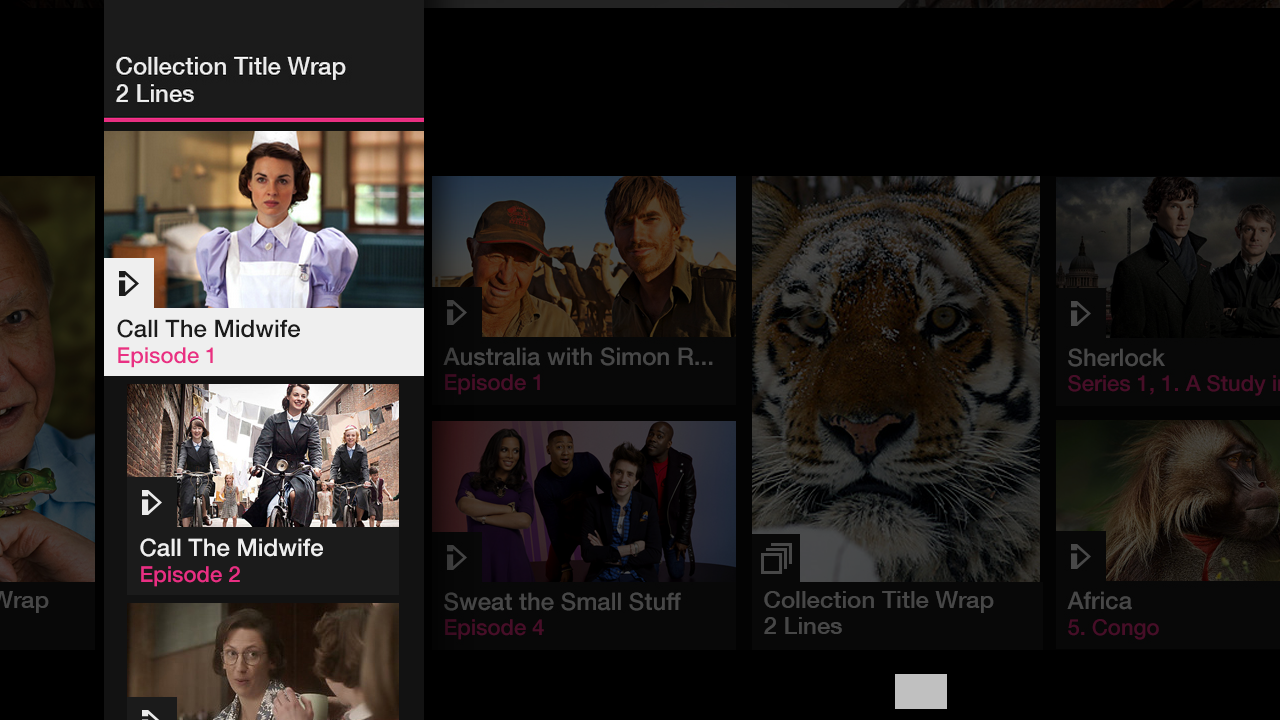 Collection Title Wrap
2 Lines
Call The Midwife
Episode 1
Call The Midwife
Episode 2
Wrap
Australia with Simon R...
Episode 1
Sweat the Small Stuff
Episode 4
Collection Title Wrap
2 Lines
Sherlock
Series 1, 1. A Study
Africa
5. Congo